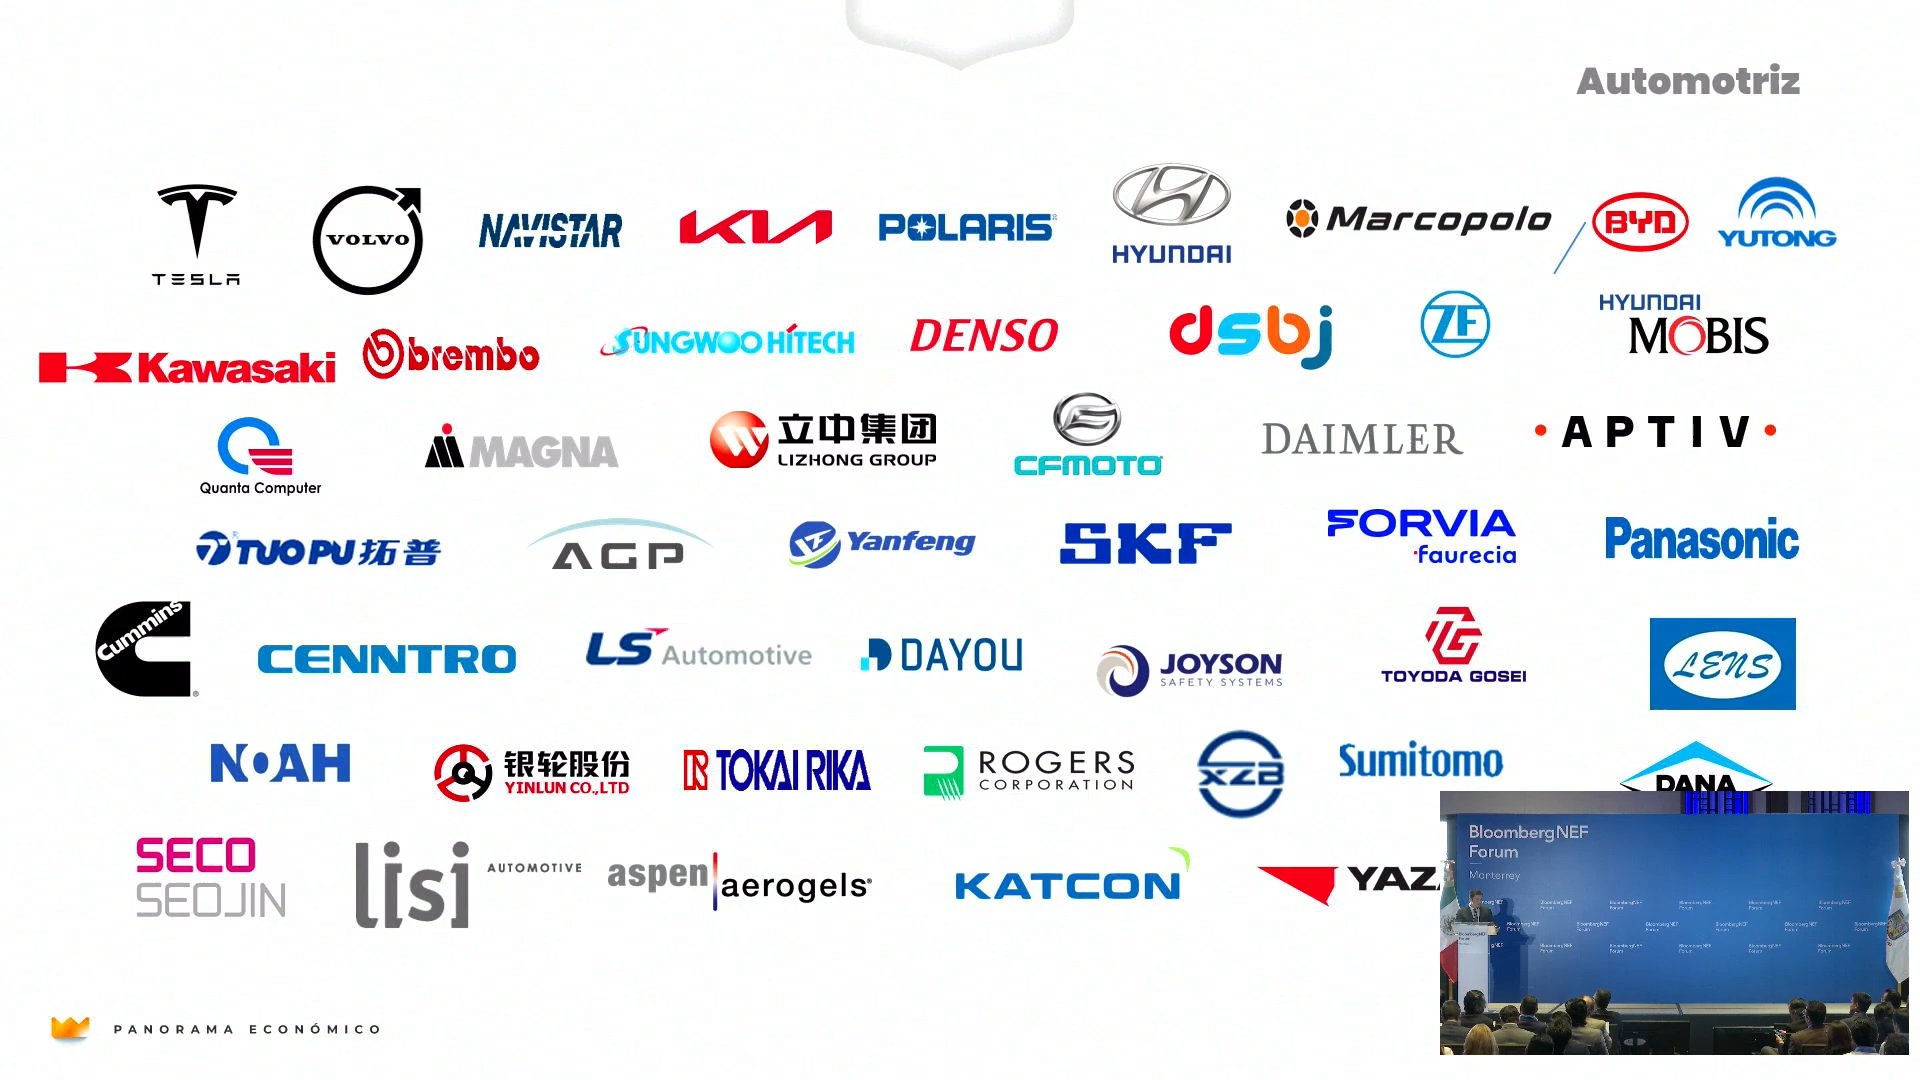 Automotriz
TESLA
VOLVO
NAVISTAR
KIA
POLARIS
HYUNDAI
Marcopolo
BYD
YUTONG
Kawasaki
brembo
SUNGWOO HITECH
DENSO
dsbj
ZF
HYUNDAI
MOBIS
Quanta Computer
MAGNA
立中集团
LIZHONG GROUP
CFMOTO
DAIMLER
APTIV
TUOPU拓普
AGP
Yanfeng
SKF
FORVIA
faurecia
Panasonic
Cummins
CENNTRO
LS Automotive
DAYOU
JOYSON
SAFETY SYSTEMS
TG
TOYODA GOSEI
LENS
NOAH
银轮股份
YINLUN CO.,LTD
TOKAI RIKA
ROGERS
CORPORATION
XZB
Sumitomo
DANA
SECO
SEOJIN
lisi AUTOMOTIVE
aspen aerogels
KATCON
YAZ
BloombergNEF
Forum
Monterrey
PANORAMA ECONÓMICO